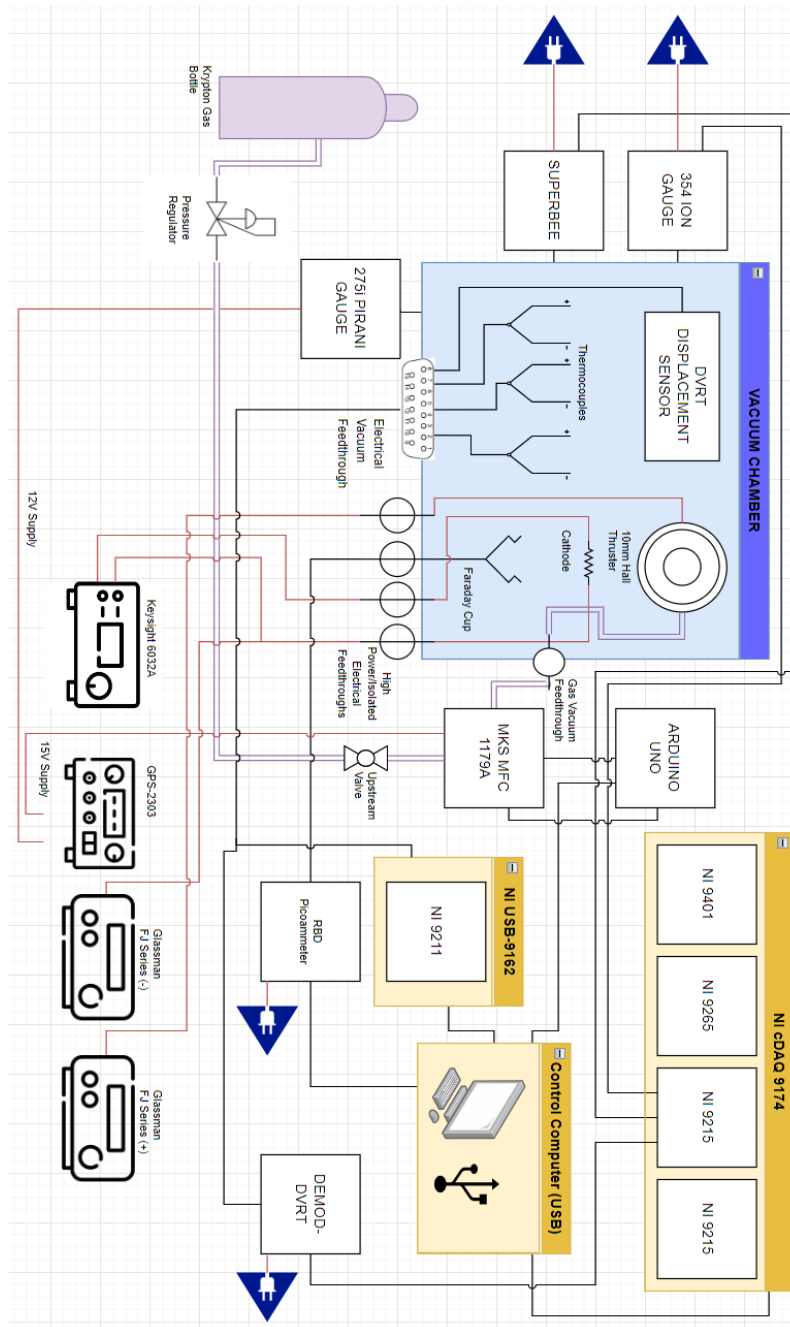 Krypton Gas
Bottle
Pressure
Regulator
SUPERBEE
354 ION
GAUGE
275i PIRANI
GAUGE
VACUUM CHAMBER
DVRT
DISPLACEMENT
SENSOR
Thermocouples
+
-
+
-
+
-
Electrical
Vacuum
Feedthrough
10mm Hall
Thruster
Cathode
Faraday Cup
High
Power/Isolated
Electrical
Feedthroughs
Gas Vacuum
Feedthrough
12V Supply
Keysight 6032A
15V Supply
GPS-2303
Upstream
Valve
MKS MFC
1179A
ARDUINO
UNO
Glassman
FJ Series (-)
Glassman
FJ Series (+)
RBD
Picoammeter
NI USB-9162
NI 9211
Control Computer (USB)
DEMOD-
DVRT
NI cDAQ 9174
NI 9401
NI 9265
NI 9215
NI 9215